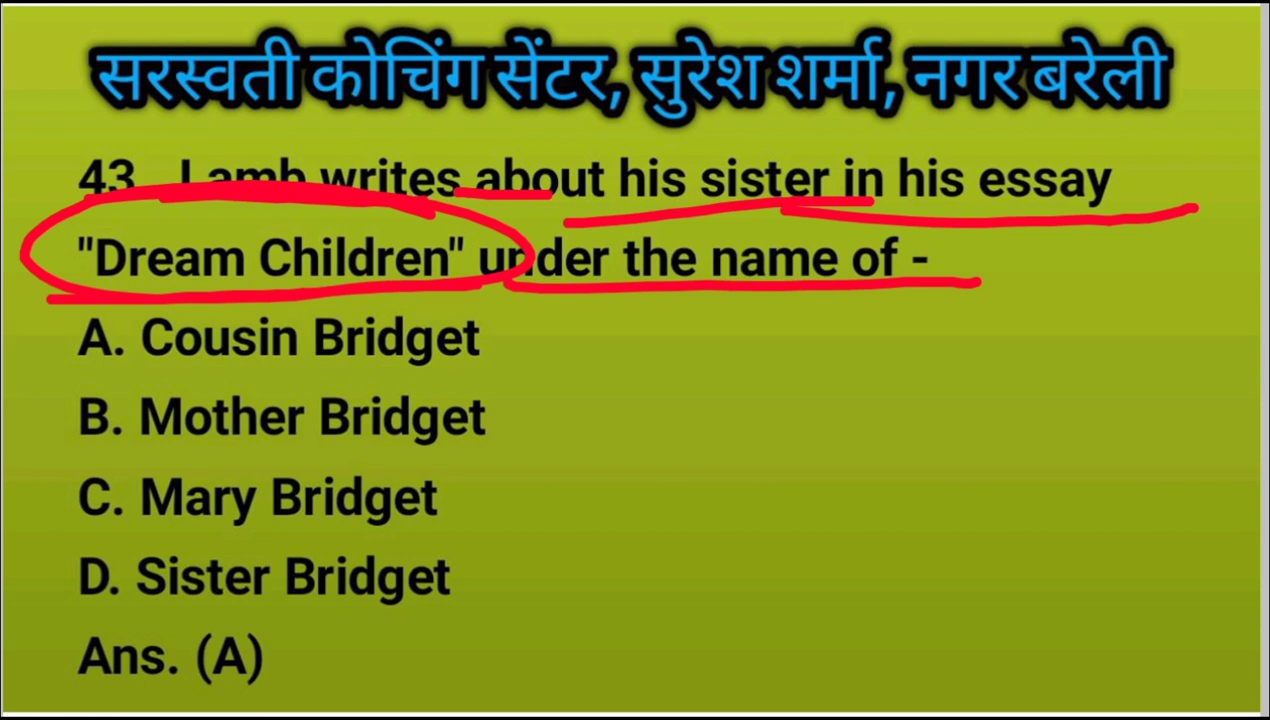 सरस्वती कोचिंग सेंटर, सुरेश शर्मा, नगर बरेली
43. Lamb writes about his sister in his essay
"Dream Children" under the name of -
A. Cousin Bridget
B. Mother Bridget
C. Mary Bridget
D. Sister Bridget
Ans. (A)